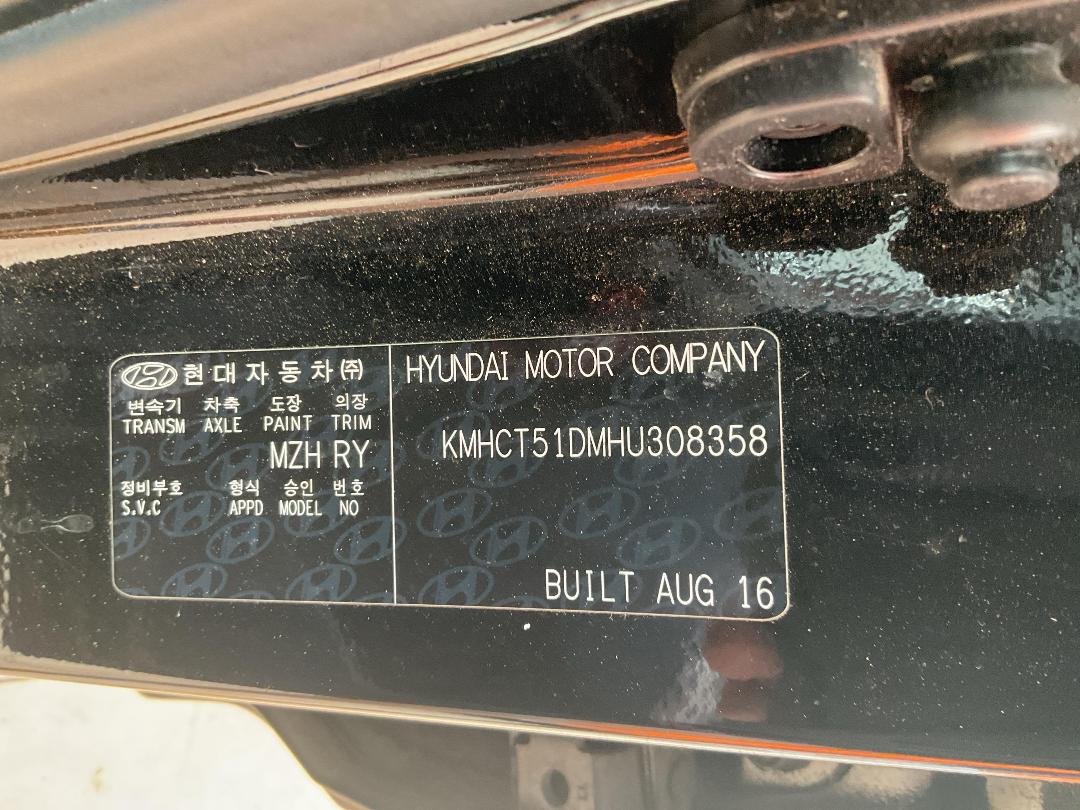 현대자동차㈜
변속기 차축 도장 의장
TRANSM AXLE PAINT TRIM
MZH RY
정비부호 형식 승인 번호
S.V.C APPD MODEL NO
HYUNDAI MOTOR COMPANY
KMHCT51DMHU308358
BUILT AUG 16